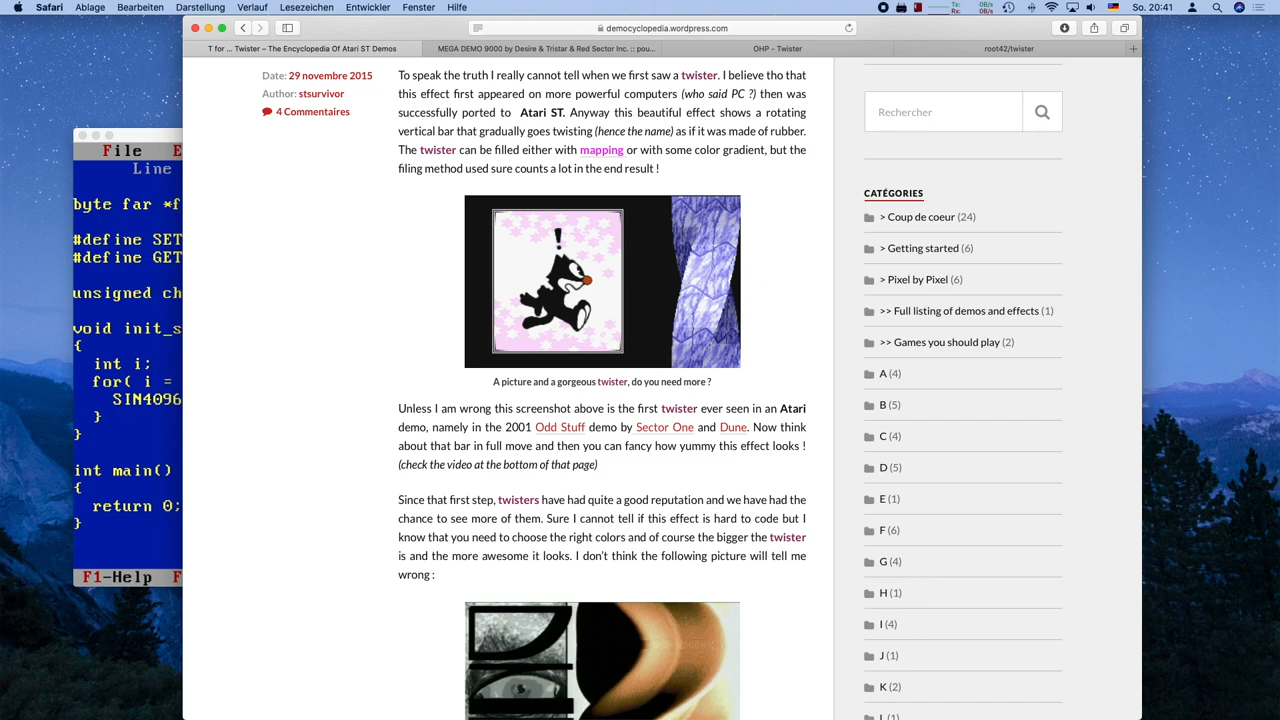 Safari Ablage Bearbeiten Darstellung Verlauf Lesezeichen Entwickler Fenster Hilfe So. 20:41
democyclopedia.wordpress.com
T for ... Twister – The Encyclopedia Of Atari ST Demos
MEGA DEMO 9000 by Desire & Tristar & Red Sector Inc. :: pou...
OHP - Twister
root42/twister
File E
Line
byte far *f
#define SET
#define GET
unsigned ch
void init_s
{
int i;
for( i =
SIN4096
}
}
int main()
{
return 0;
}
F1-Help F
Date: 29 novembre 2015
Author: stsurvivor
4 Commentaires
To speak the truth I really cannot tell when we first saw a twister. I believe tho that
this effect first appeared on more powerful computers (who said PC ?) then was
successfully ported to Atari ST. Anyway this beautiful effect shows a rotating
vertical bar that gradually goes twisting (hence the name) as if it was made of rubber.
The twister can be filled either with mapping or with some color gradient, but the
filing method used sure counts a lot in the end result !
!
A picture and a gorgeous twister, do you need more ?
Unless I am wrong this screenshot above is the first twister ever seen in an Atari
demo, namely in the 2001 Odd Stuff demo by Sector One and Dune. Now think
about that bar in full move and then you can fancy how yummy this effect looks !
(check the video at the bottom of that page)
Since that first step, twisters have had quite a good reputation and we have had the
chance to see more of them. Sure I cannot tell if this effect is hard to code but I
know that you need to choose the right colors and of course the bigger the twister
is and the more awesome it looks. I don't think the following picture will tell me
wrong :
Rechercher
CATÉGORIES
> Coup de coeur (24)
> Getting started (6)
> Pixel by Pixel (6)
>> Full listing of demos and effects (1)
>> Games you should play (2)
A (4)
B (5)
C (4)
D (5)
E (1)
F (6)
G (4)
H (1)
I (4)
J (1)
K (2)
L (1)